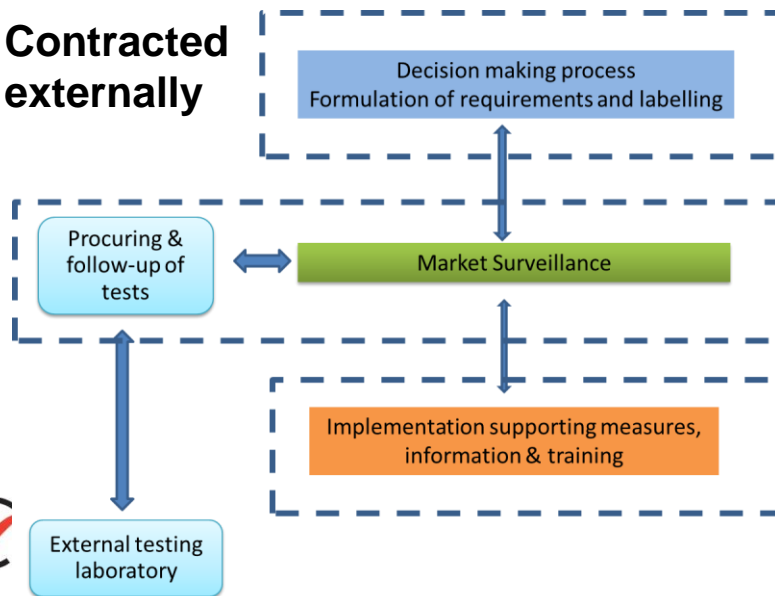 Contracted
externally
Decision making process
Formulation of requirements and labelling
Procuring &
follow-up of
tests
Market Surveillance
Implementation supporting measures,
information & training
External testing
laboratory